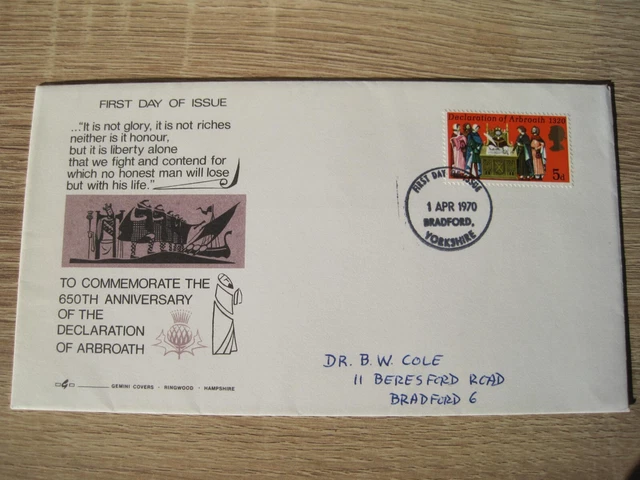 FIRST DAY OF ISSUE
..."It is not glory, it is not riches
neither is it honour,
but it is liberty alone
that we fight and contend for
which no honest man will lose
but with his life."
TO COMMEMORATE THE
650TH ANNIVERSARY
OF THE
DECLARATION
OF ARBROATH
GEMINI COVERS · RINGWOOD · HAMPSHIRE
Declaration of Arbroath 1320
5d
FIRST DAY OF ISSUE
1 APR 1970
BRADFORD,
YORKSHIRE
DR. B. W. COLE
11 BERESFORD ROAD
BRADFORD 6